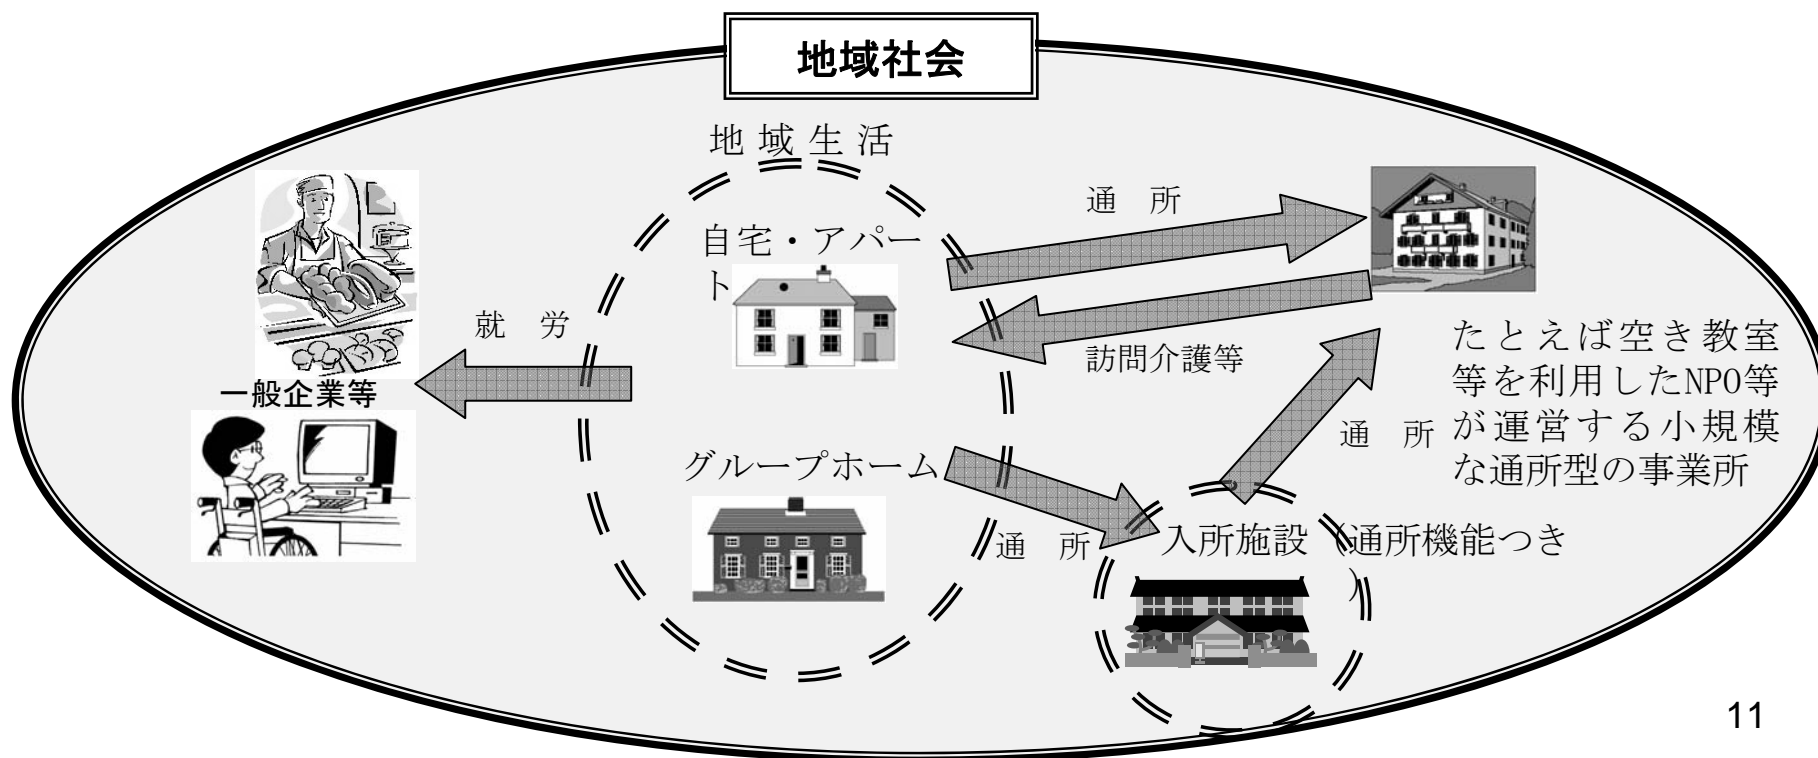 地域社会
地域生活
自宅・アパー
ト
通 所
訪問介護等
就 労
一般企業等
たとえば空き教室
等を利用したNPO等
が運営する小規模
な通所型の事業所
通 所
グループホーム
通 所
入所施設（通所機能つき
）
11